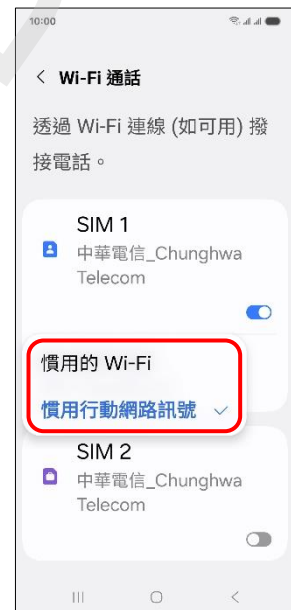 10:00
< Wi-Fi 通話
透過 Wi-Fi 連線 (如可用) 撥
接電話。
SIM 1
中華電信_Chunghwa
Telecom
慣用的 Wi-Fi
慣用行動網路訊號
SIM 2
中華電信_Chunghwa
Telecom